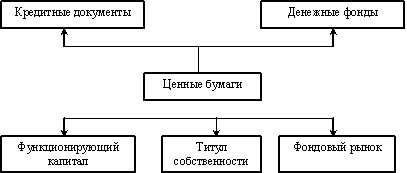 Кредитные документы
Денежные фонды
Ценные бумаги
Функционирующий
капитал
Титул
собственности
Фондовый рынок